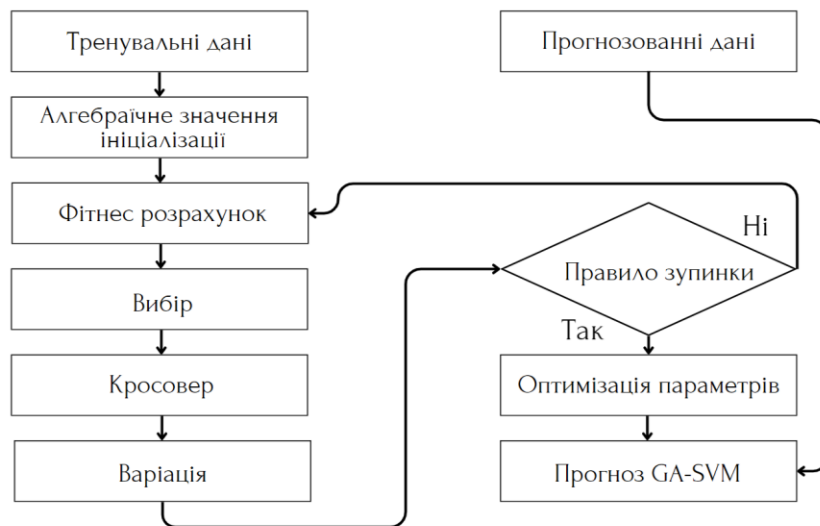 Тренувальні дані
Алгебраїчне значення
ініціалізації
Фітнес розрахунок
Вибір
Кросовер
Варіація
Прогнозованні дані
Ні
Правило зупинки
Так
Оптимізація параметрів
Прогноз GA-SVM